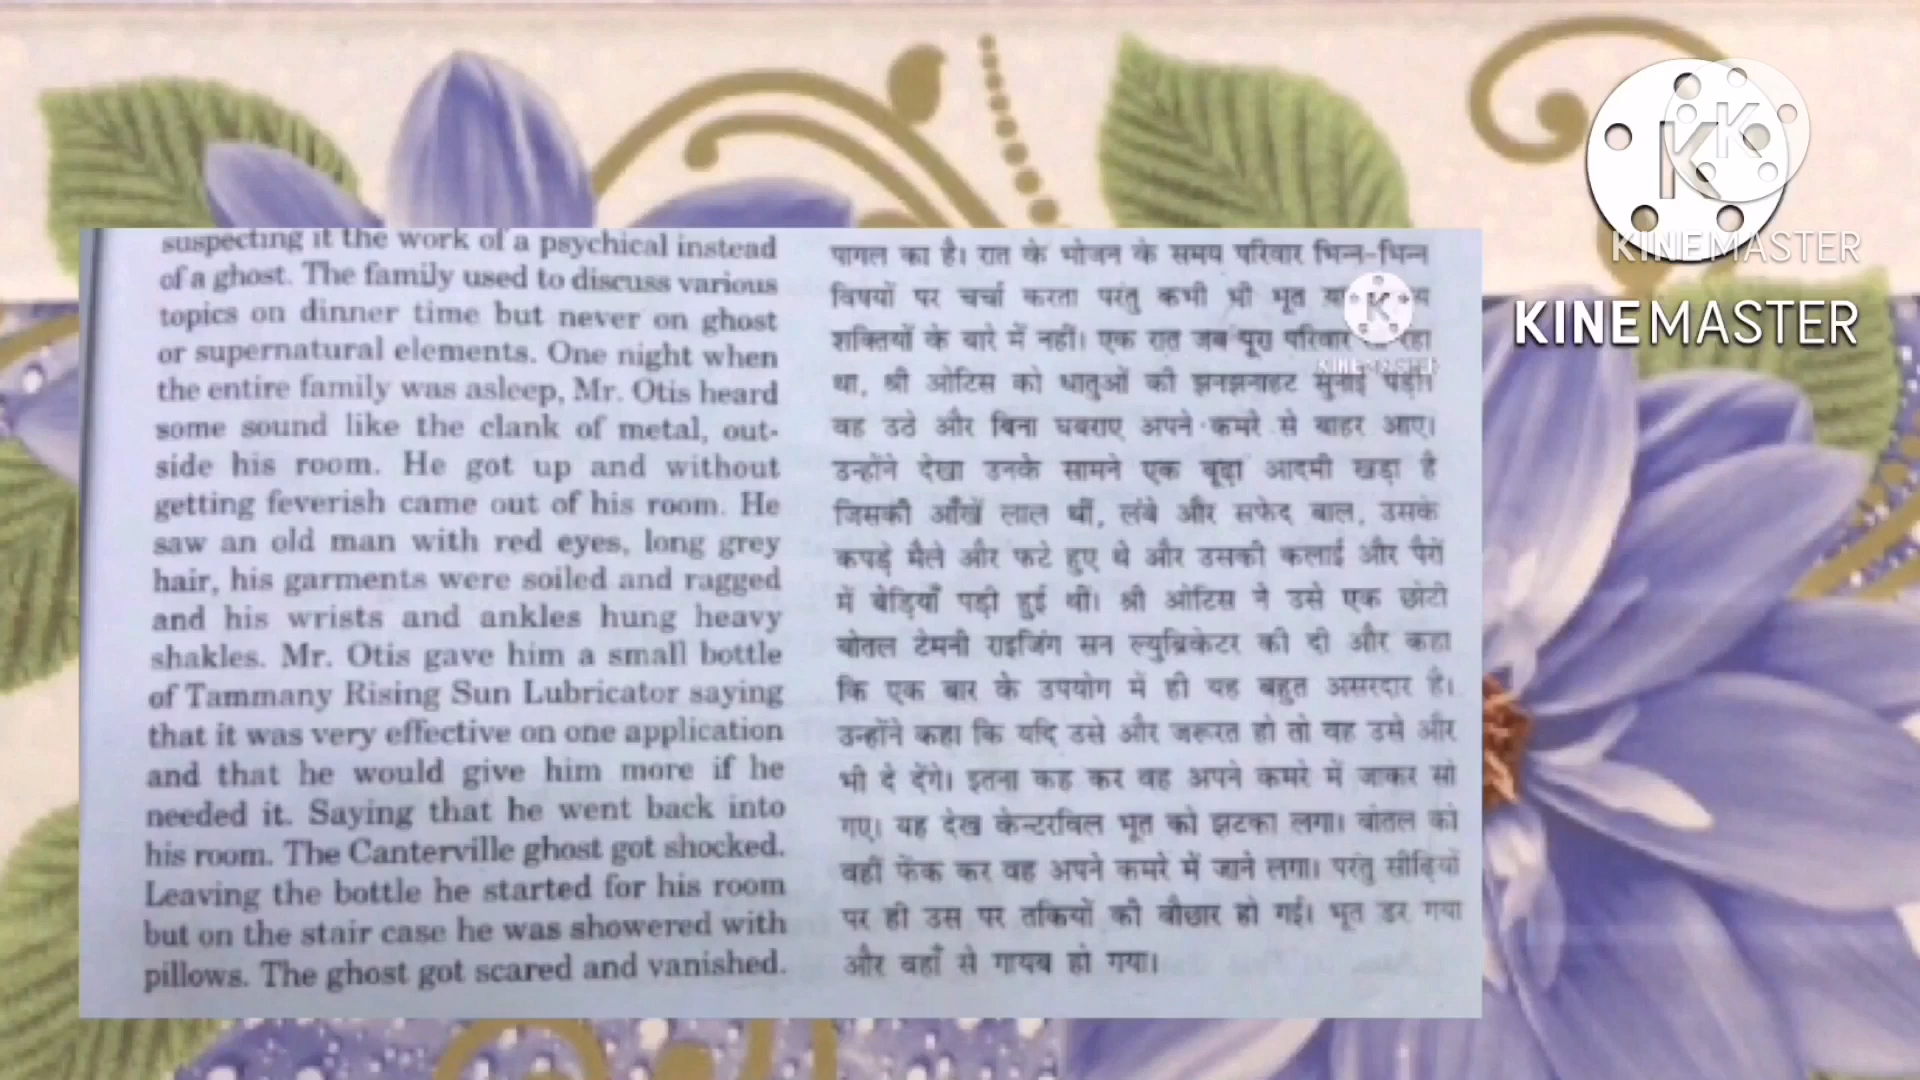 suspecting it the work of a psychical instead
of a ghost. The family used to discuss various
topics on dinner time but never on ghost
or supernatural elements. One night when
the entire family was asleep, Mr. Otis heard
some sound like the clank of metal, out-
side his room. He got up and without
getting feverish came out of his room. He
saw an old man with red eyes, long grey
hair, his garments were soiled and ragged
and his wrists and ankles hung heavy
shakles. Mr. Otis gave him a small bottle
of Tammany Rising Sun Lubricator saying
that it was very effective on one application
and that he would give him more if he
needed it. Saying that he went back into
his room. The Canterville ghost got shocked.
Leaving the bottle he started for his room
but on the stair case he was showered with
pillows. The ghost got scared and vanished.
पागल का है। रात के भोजन के समय परिवार भिन्न-भिन्न
विषयों पर चर्चा करता परंतु कभी भी भूत
शक्तियों के बारे में नहीं। एक रात जब पूरा परिवार रहा
था, श्री ओटिस को धातुओं की झनझनाहट सुनाई पड़ी।
वह उठे और बिना घबराए अपने कमरे से बाहर आए।
उन्होंने देखा उनके सामने एक बूढ़ा आदमी खड़ा है
जिसकी आँखें लाल थीं, लंबे और सफेद बाल, उसके
कपड़े मैले और फटे हुए थे और उसकी कलाई और पैरों
में बेड़ियाँ पड़ी हुई थीं। श्री ओटिस ने उसे एक छोटी
बोतल टेमनी राइजिंग सन ल्युब्रिकेटर की दी और कहा
कि एक बार के उपयोग में ही यह बहुत असरदार है।
उन्होंने कहा कि यदि उसे और जरूरत हो तो वह उसे और
भी दे देंगे। इतना कह कर वह अपने कमरे में जाकर सो
गए। यह देख केन्टरविल भूत को झटका लगा। बोतल को
वहीं फेंक कर वह अपने कमरे में जाने लगा। परंतु सीढ़ियों
पर ही उस पर तकियों की बौछार हो गई। भूत डर गया
और वहाँ से गायब हो गया।
KINEMASTER
KINEMASTER
KINEMASTER